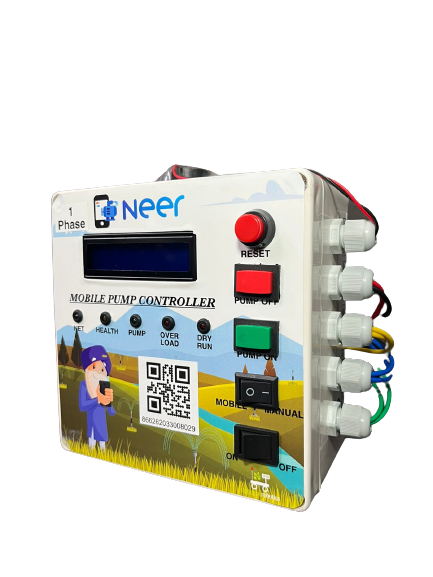 1
Phase
Neer
RESET
PUMP OFF
MOBILE PUMP CONTROLLER
NET
HEALTH
PUMP
OVER
LOAD
DRY
RUN
PUMP ON
MOBILE
MANUAL
866262033008029
ON
OFF